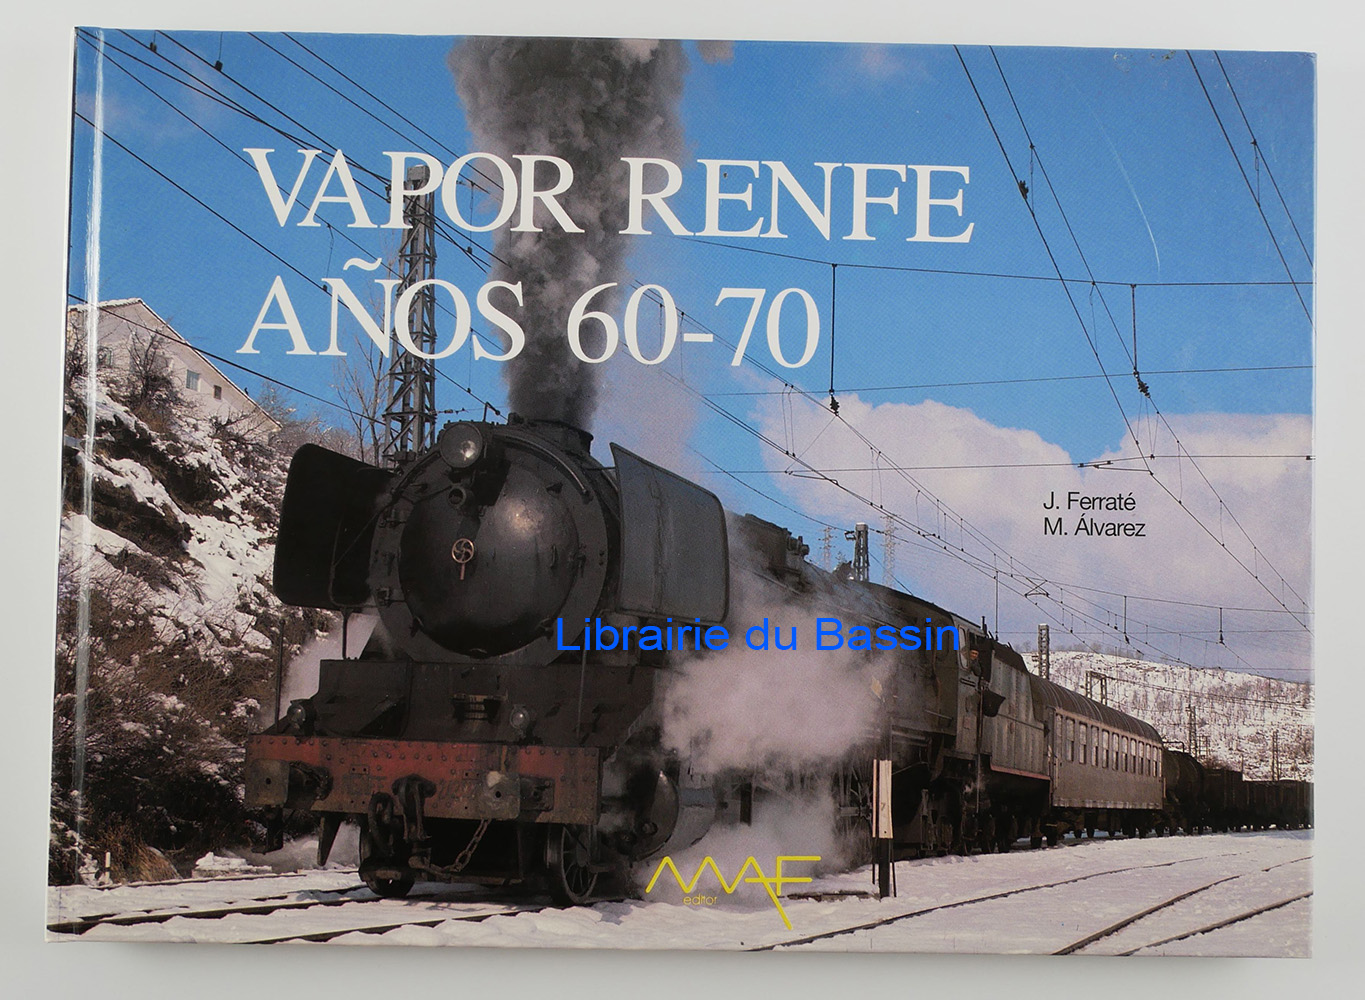 VAPOR RENFE
AÑOS 60-70
J. Ferraté
M. Álvarez
Librairie du Bassin
MAF
editor